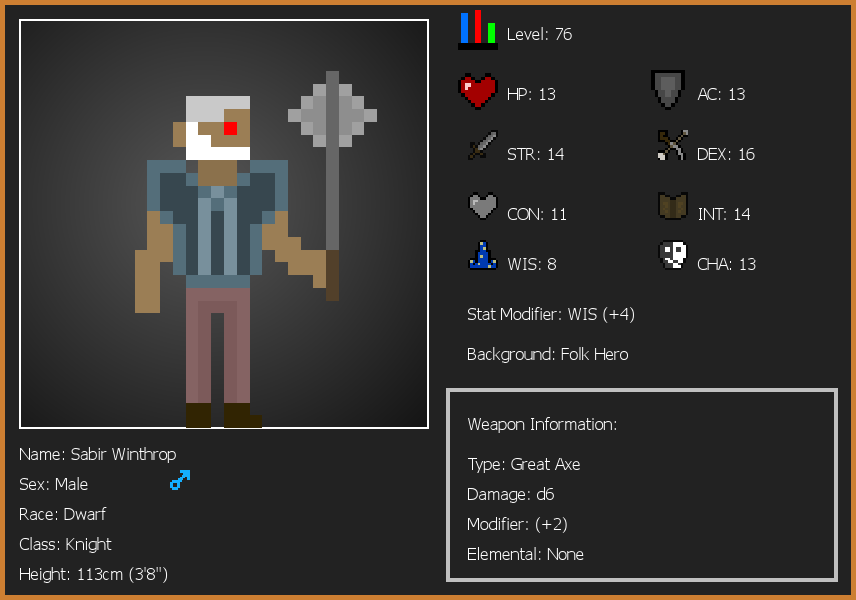 Level: 76
HP: 13
AC: 13
STR: 14
DEX: 16
CON: 11
INT: 14
WIS: 8
CHA: 13
Stat Modifier: WIS (+4)
Background: Folk Hero
Weapon Information:
Type: Great Axe
Damage: d6
Modifier: (+2)
Elemental: None
Name: Sabir Winthrop
Sex: Male
Race: Dwarf
Class: Knight
Height: 113cm (3'8")